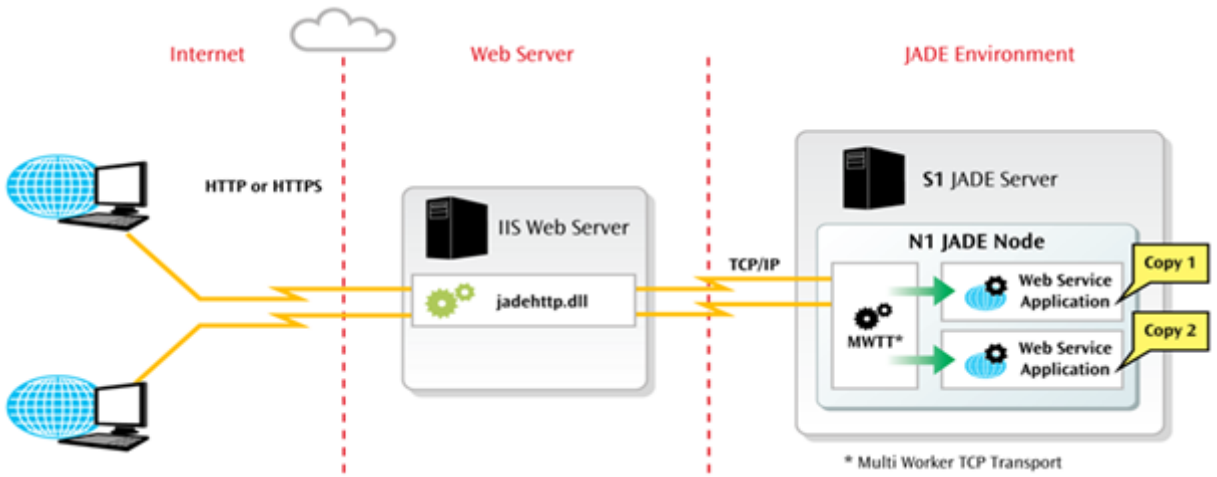 Internet
Web Server
JADE Environment
HTTP or HTTPS
IIS Web Server
jadehttp.dll
TCP/IP
S1 JADE Server
N1 JADE Node
MWTT*
Web Service
Application
Copy 1
Web Service
Application
Copy 2
* Multi Worker TCP Transport